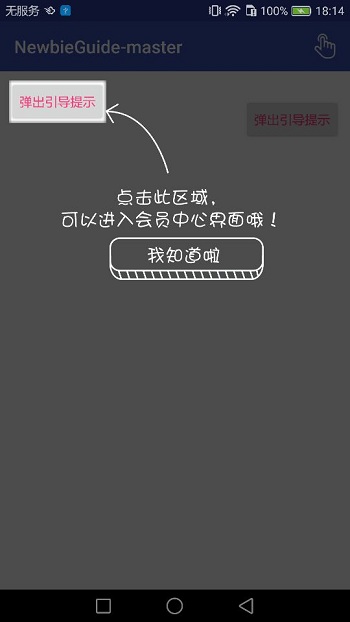 无服务 100% 18:14
NewbieGuide-master
弹出引导提示
弹出引导提示
点击此区域,
可以进入会员中心界面哦！
我知道啦